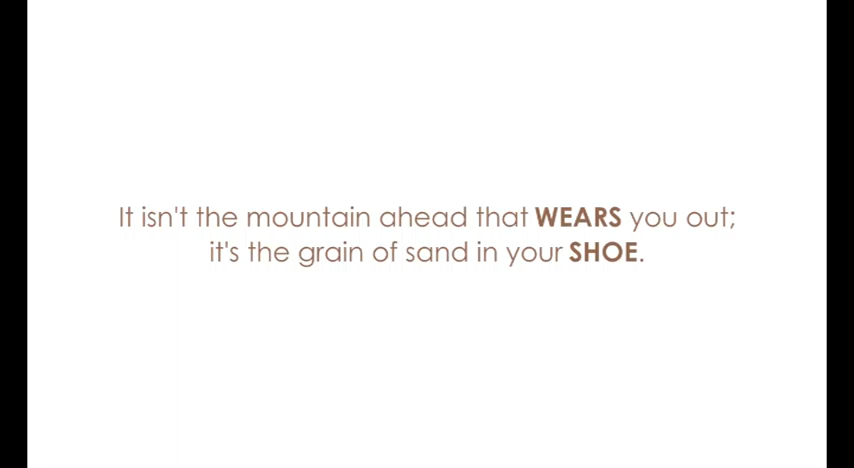 It isn't the mountain ahead that WEARS you out;
it's the grain of sand in your SHOE.